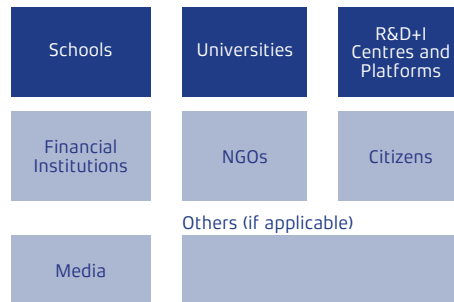 Schools
Universities
R&D+I
Centres and
Platforms
Financial
Institutions
NGOs
Citizens
Others (if applicable)
Media